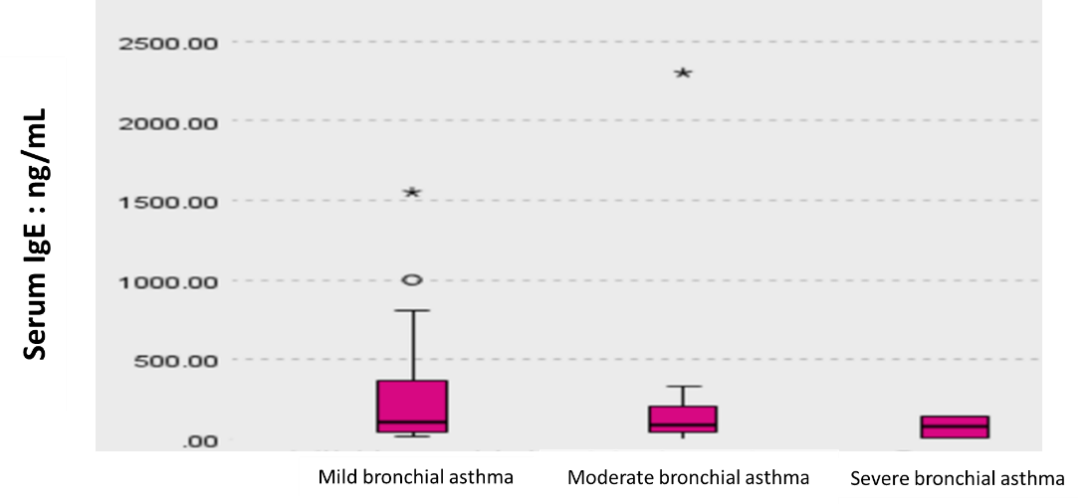 Serum IgE : ng/mL
2500.00
2000.00
1500.00
1000.00
500.00
.00
Mild bronchial asthma
Moderate bronchial asthma
Severe bronchial asthma